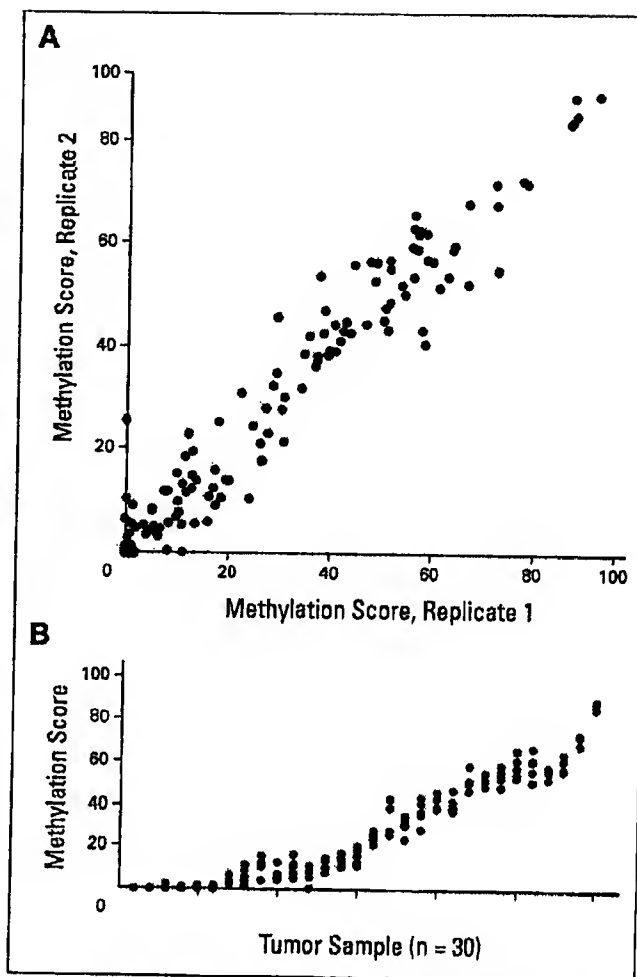 A
100
80
60
40
20
0
Methylation Score, Replicate 2
0 20 40 60 80 100
Methylation Score, Replicate 1
B
100
80
60
40
20
0
Methylation Score
Tumor Sample (n = 30)